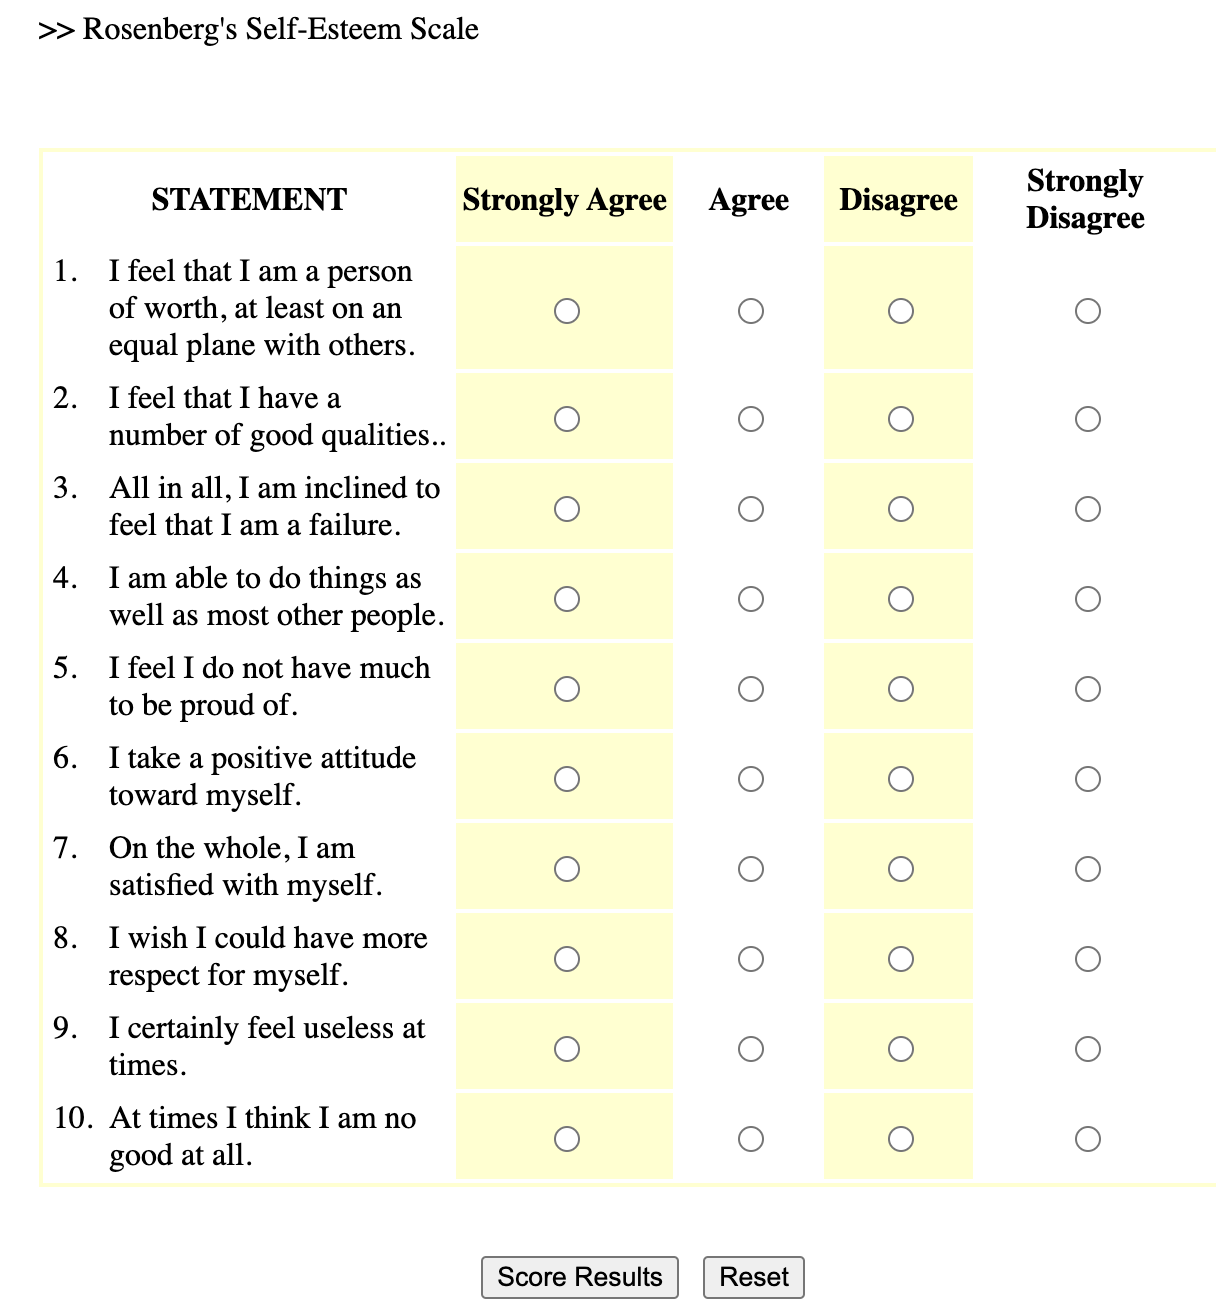 >> Rosenberg's Self-Esteem Scale
STATEMENT Strongly Agree Agree Disagree Strongly Disagree
1. I feel that I am a person
of worth, at least on an
equal plane with others.
2. I feel that I have a
number of good qualities..
3. All in all, I am inclined to
feel that I am a failure.
4. I am able to do things as
well as most other people.
5. I feel I do not have much
to be proud of.
6. I take a positive attitude
toward myself.
7. On the whole, I am
satisfied with myself.
8. I wish I could have more
respect for myself.
9. I certainly feel useless at
times.
10. At times I think I am no
good at all.
Score Results Reset